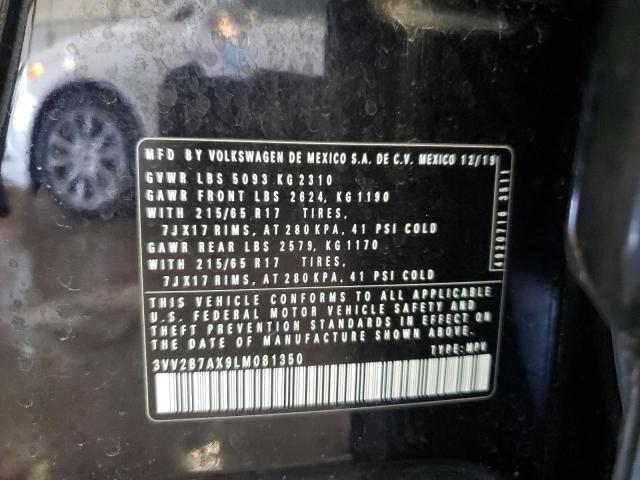 MFD BY VOLKSWAGEN DE MEXICO S.A. DE C.V. MEXICO 12/19
GVWR LBS 5093 KG 2310
GAWR FRONT LBS 2624, KG 1190
WITH 215/65 R17 TIRES,
7JX17 RIMS, AT 280 KPA, 41 PSI COLD
GAWR REAR LBS 2579, KG 1170
WITH 215/65 R17 TIRES,
7JX17 RIMS, AT 280 KPA, 41 PSI COLD
4920716 3511
THIS VEHICLE CONFORMS TO ALL APPLICABLE
U.S. FEDERAL MOTOR VEHICLE SAFETY AND
THEFT PREVENTION STANDARDS IN EFFECT ON
THE DATE OF MANUFACTURE SHOWN ABOVE.
3VV2B7AX9LM081350 TYPE: MPV